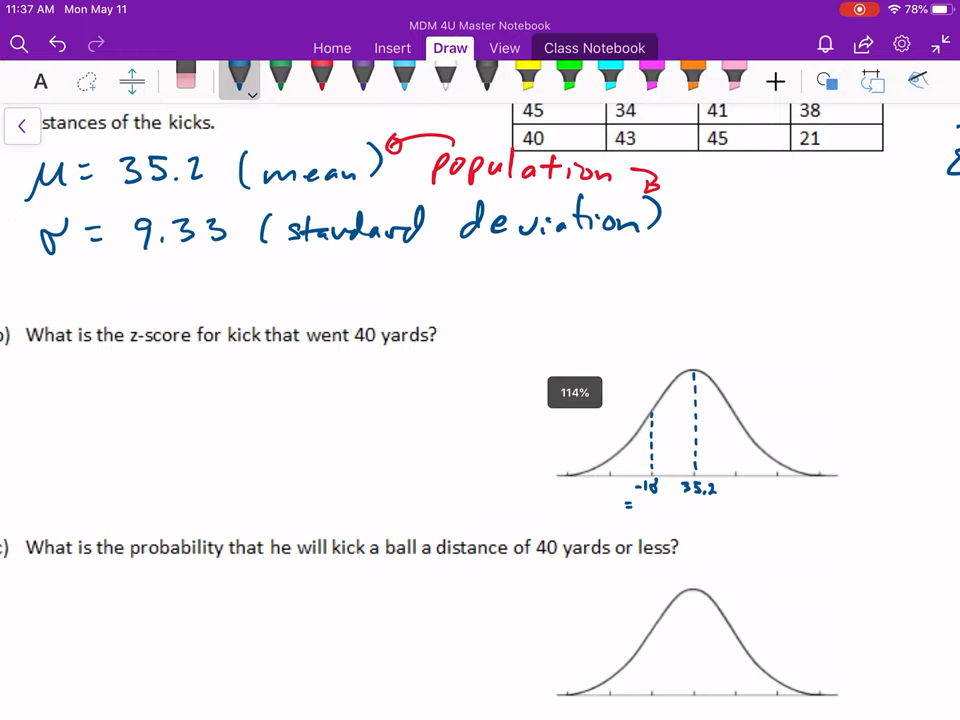 11:37 AM Mon May 11
78%
MDM 4U Master Notebook
Home Insert Draw View Class Notebook
A
45 34 41 38
40 43 45 21
stances of the kicks.
μ = 35.2 (mean) population
σ = 9.33 (standard deviation)
) What is the z-score for kick that went 40 yards?
114%
-1σ 35.2
=
) What is the probability that he will kick a ball a distance of 40 yards or less?